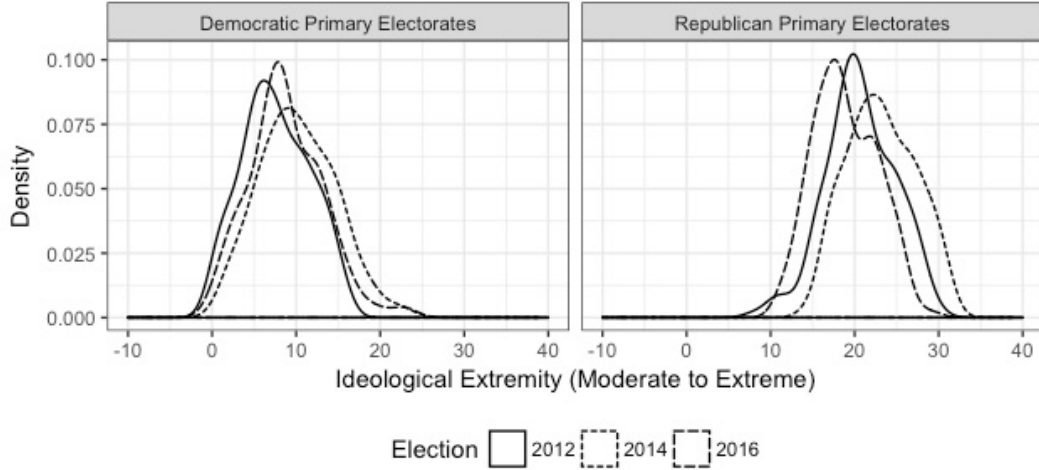 Democratic Primary Electorates
Republican Primary Electorates
0.100
0.075
0.050
0.025
0.000
Density
-10 0 10 20 30 40
-10 0 10 20 30 40
Ideological Extremity (Moderate to Extreme)
Election 2012 2014 2016